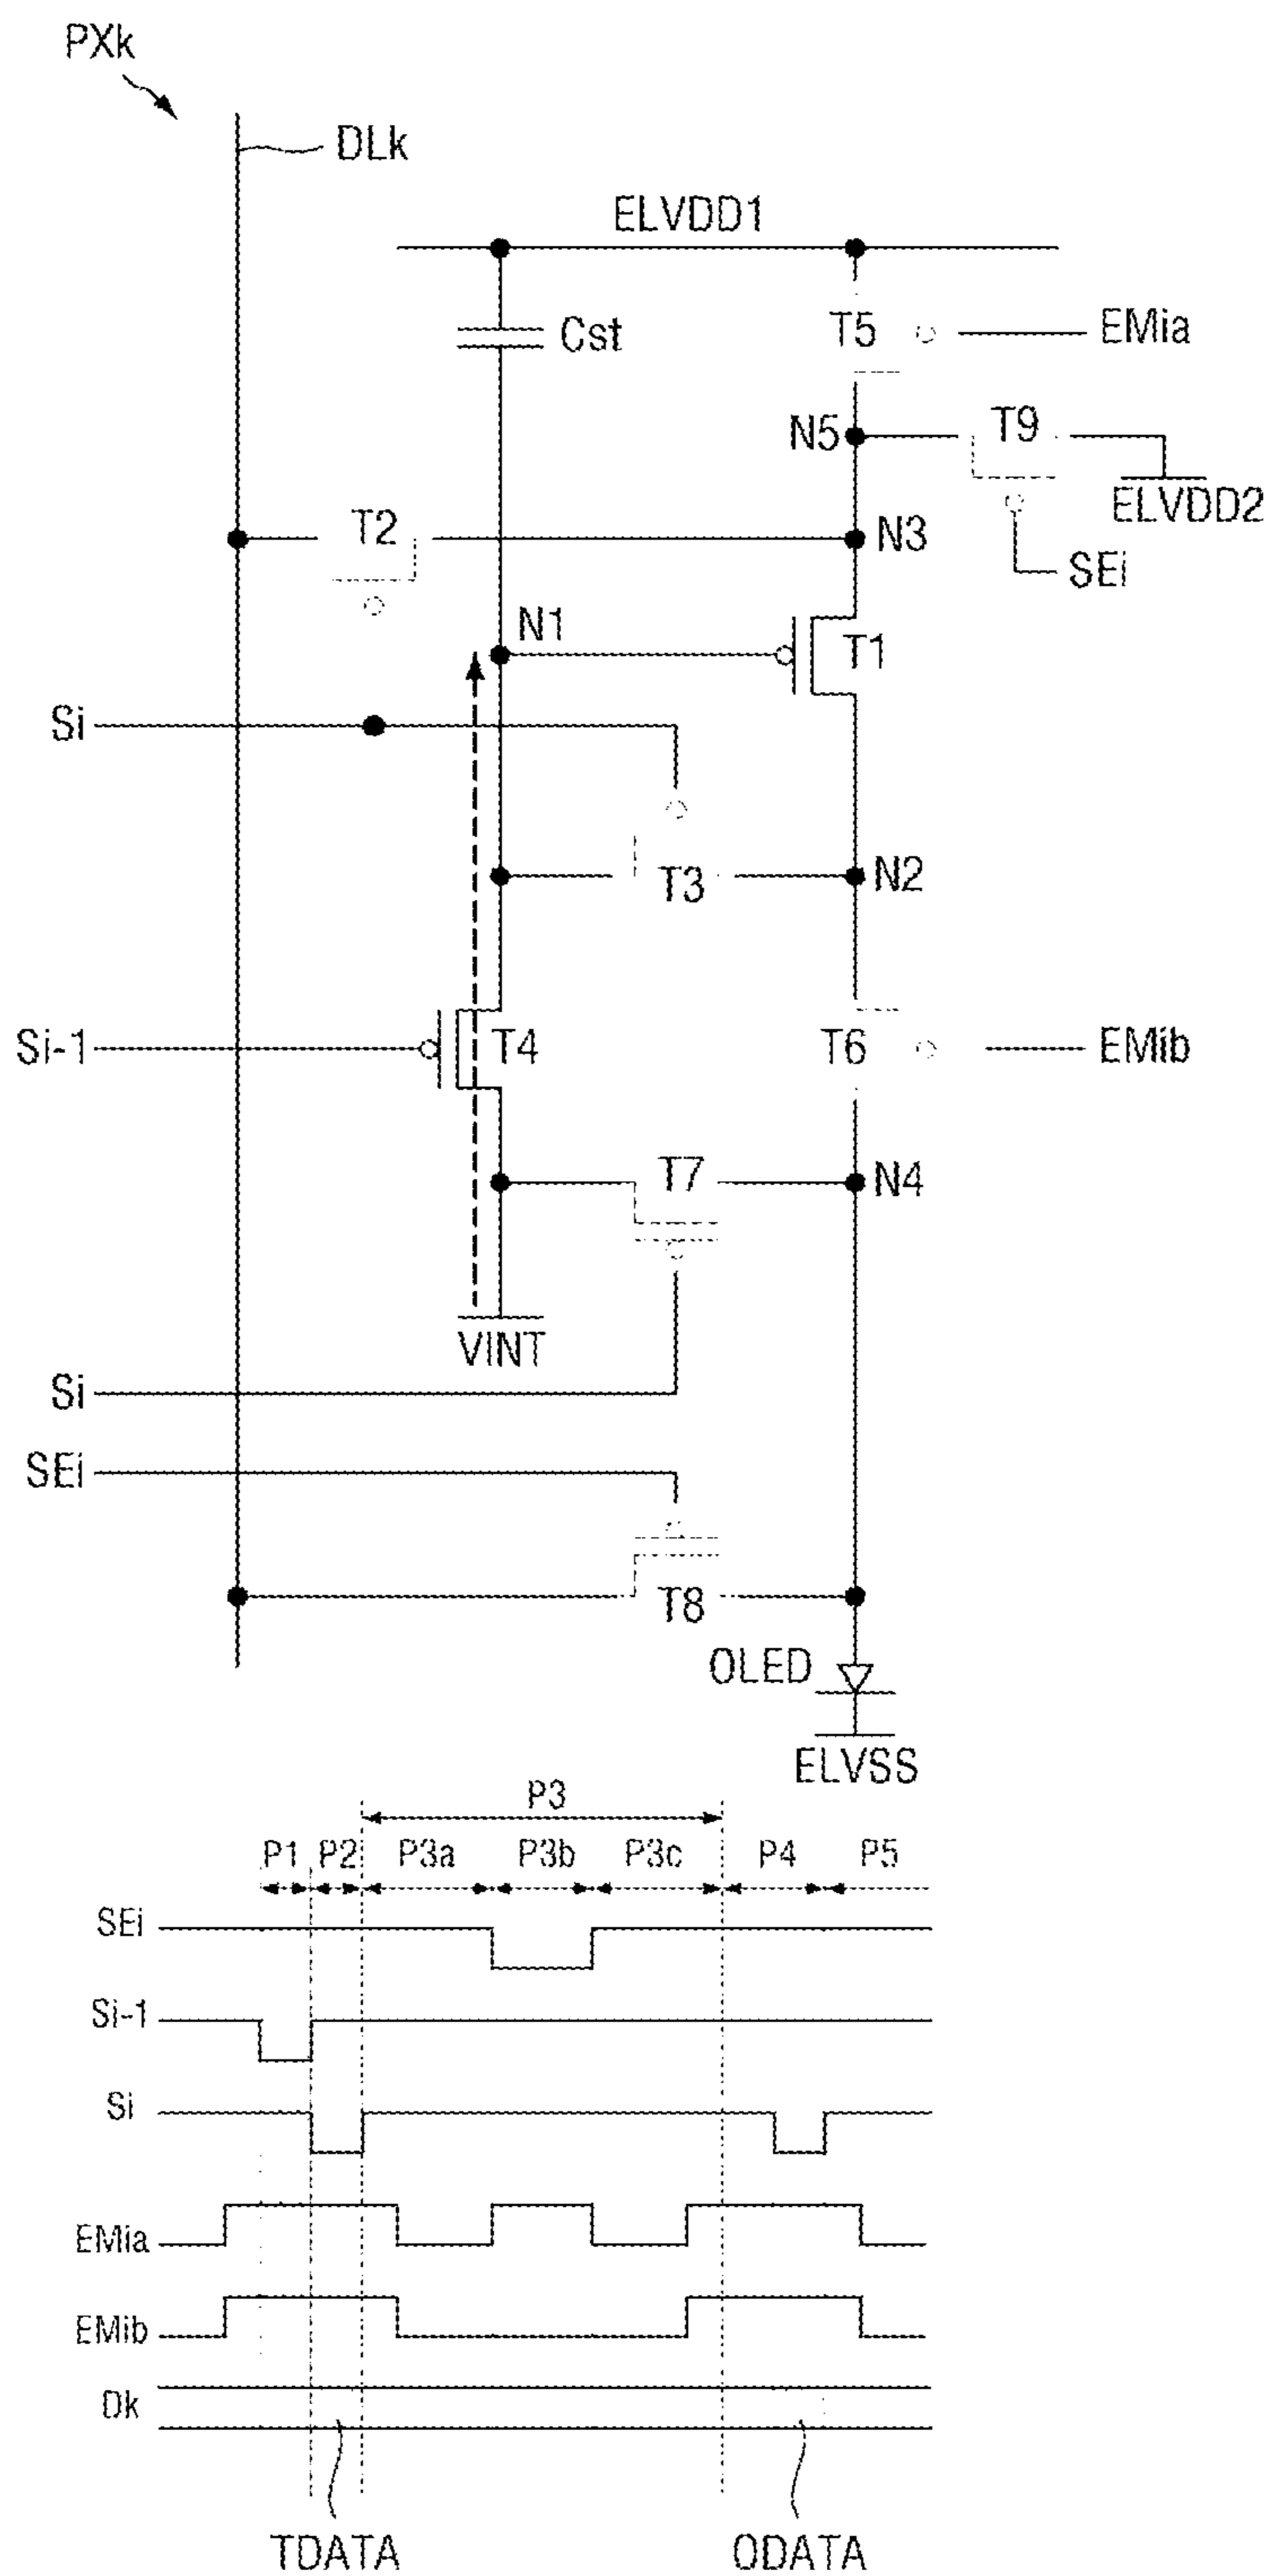 PXk
DLk
ELVDD1
Cst
T5
EMia
N5
T9
ELVDD2
T2
N3
SEi
N1
T1
Si
T3
N2
Si-1
T4
T6
EMib
T7
N4
VINT
Si
SEi
T8
OLED
ELVSS
P3
P1 P2 P3a P3b P3c P4 P5
SEi
Si-1
Si
EMia
EMib
Dk
TDATA ODATA